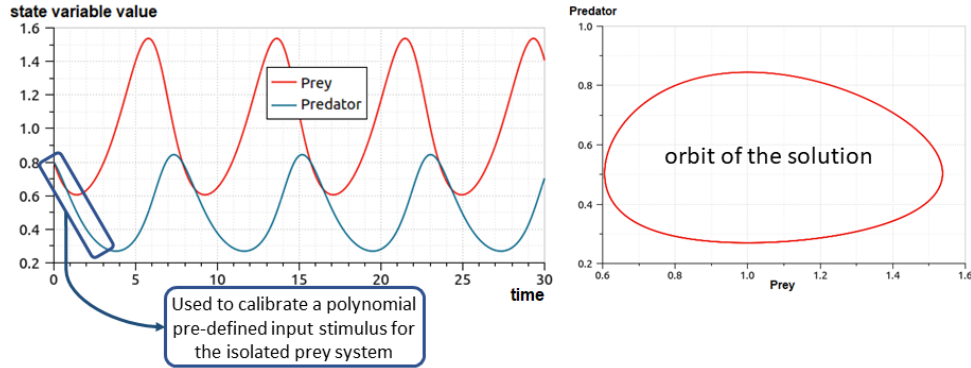 state variable value
1.6
1.4
1.2
1.0
0.8
0.6
0.4
0.2
0
5
10
15
20
25
30
time
Prey
Predator
Used to calibrate a polynomial
pre-defined input stimulus for
the isolated prey system
Predator
1.0
0.8
0.6
0.4
0.2
0.6
0.8
1.0
1.2
1.4
1.6
Prey
orbit of the solution